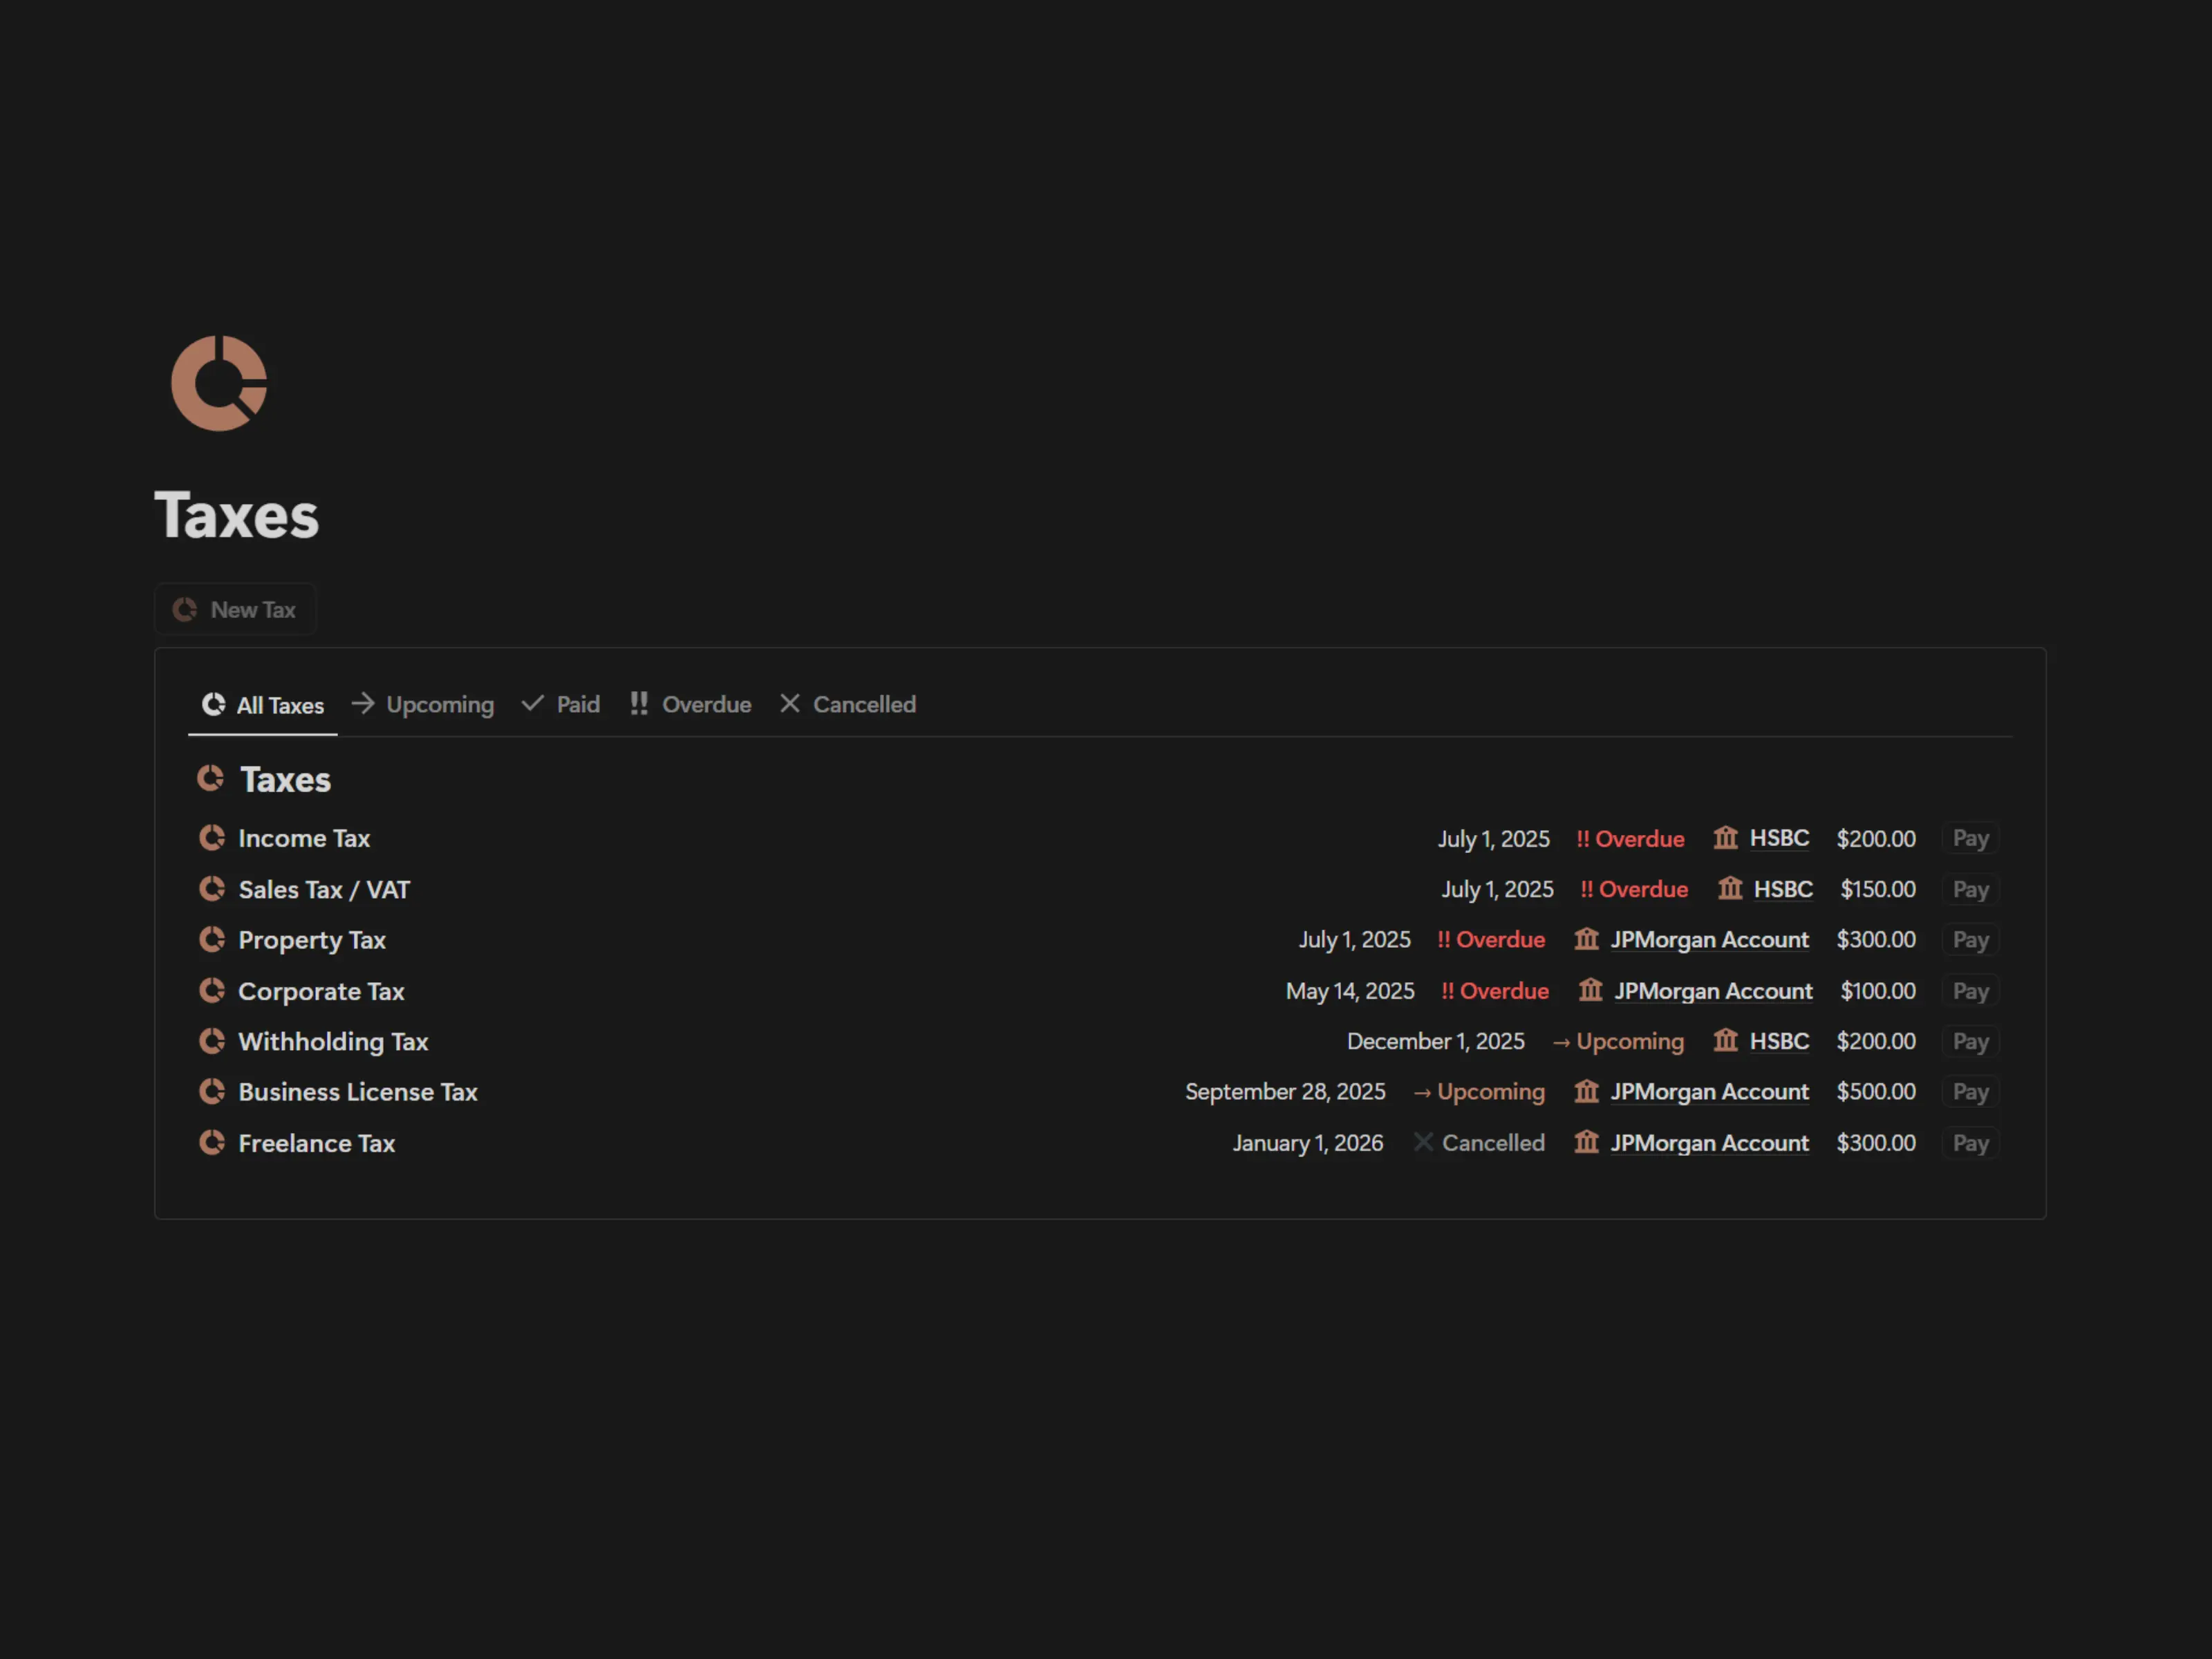 Taxes
New Tax
All Taxes → Upcoming ✓ Paid !! Overdue ✕ Cancelled
Taxes
Income Tax July 1, 2025 !! Overdue HSBC $200.00 Pay
Sales Tax / VAT July 1, 2025 !! Overdue HSBC $150.00 Pay
Property Tax July 1, 2025 !! Overdue JPMorgan Account $300.00 Pay
Corporate Tax May 14, 2025 !! Overdue JPMorgan Account $100.00 Pay
Withholding Tax December 1, 2025 → Upcoming HSBC $200.00 Pay
Business License Tax September 28, 2025 → Upcoming JPMorgan Account $500.00 Pay
Freelance Tax January 1, 2026 ✕ Cancelled JPMorgan Account $300.00 Pay